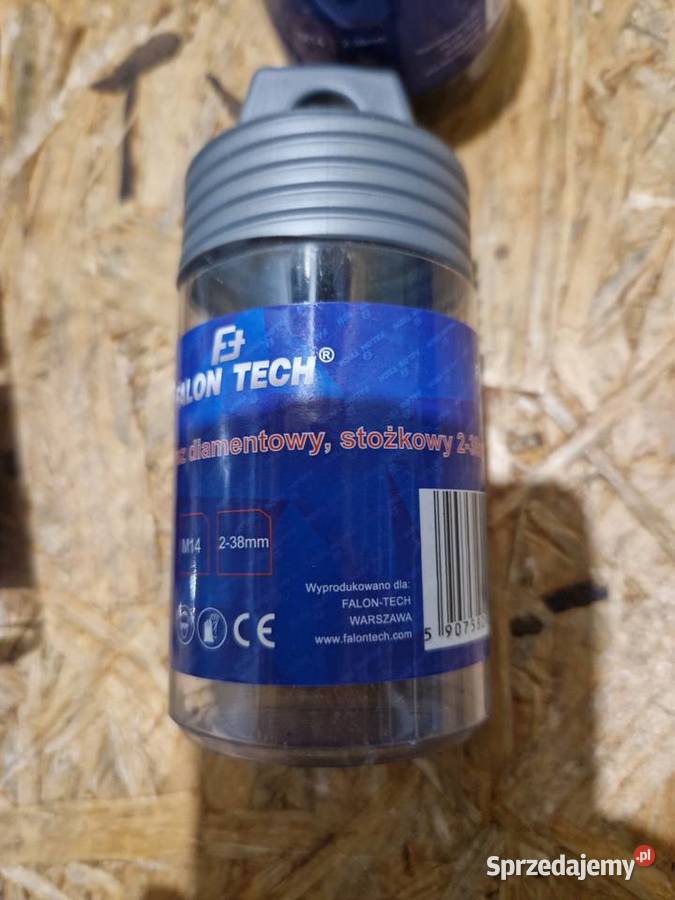 FALON TECH®
diamentowy, stożkowy
M14
2-38mm
Wyprodukowano dla:
FALON-TECH
WARSZAWA
www.falontech.com
CE
Sprzedajemy.pl